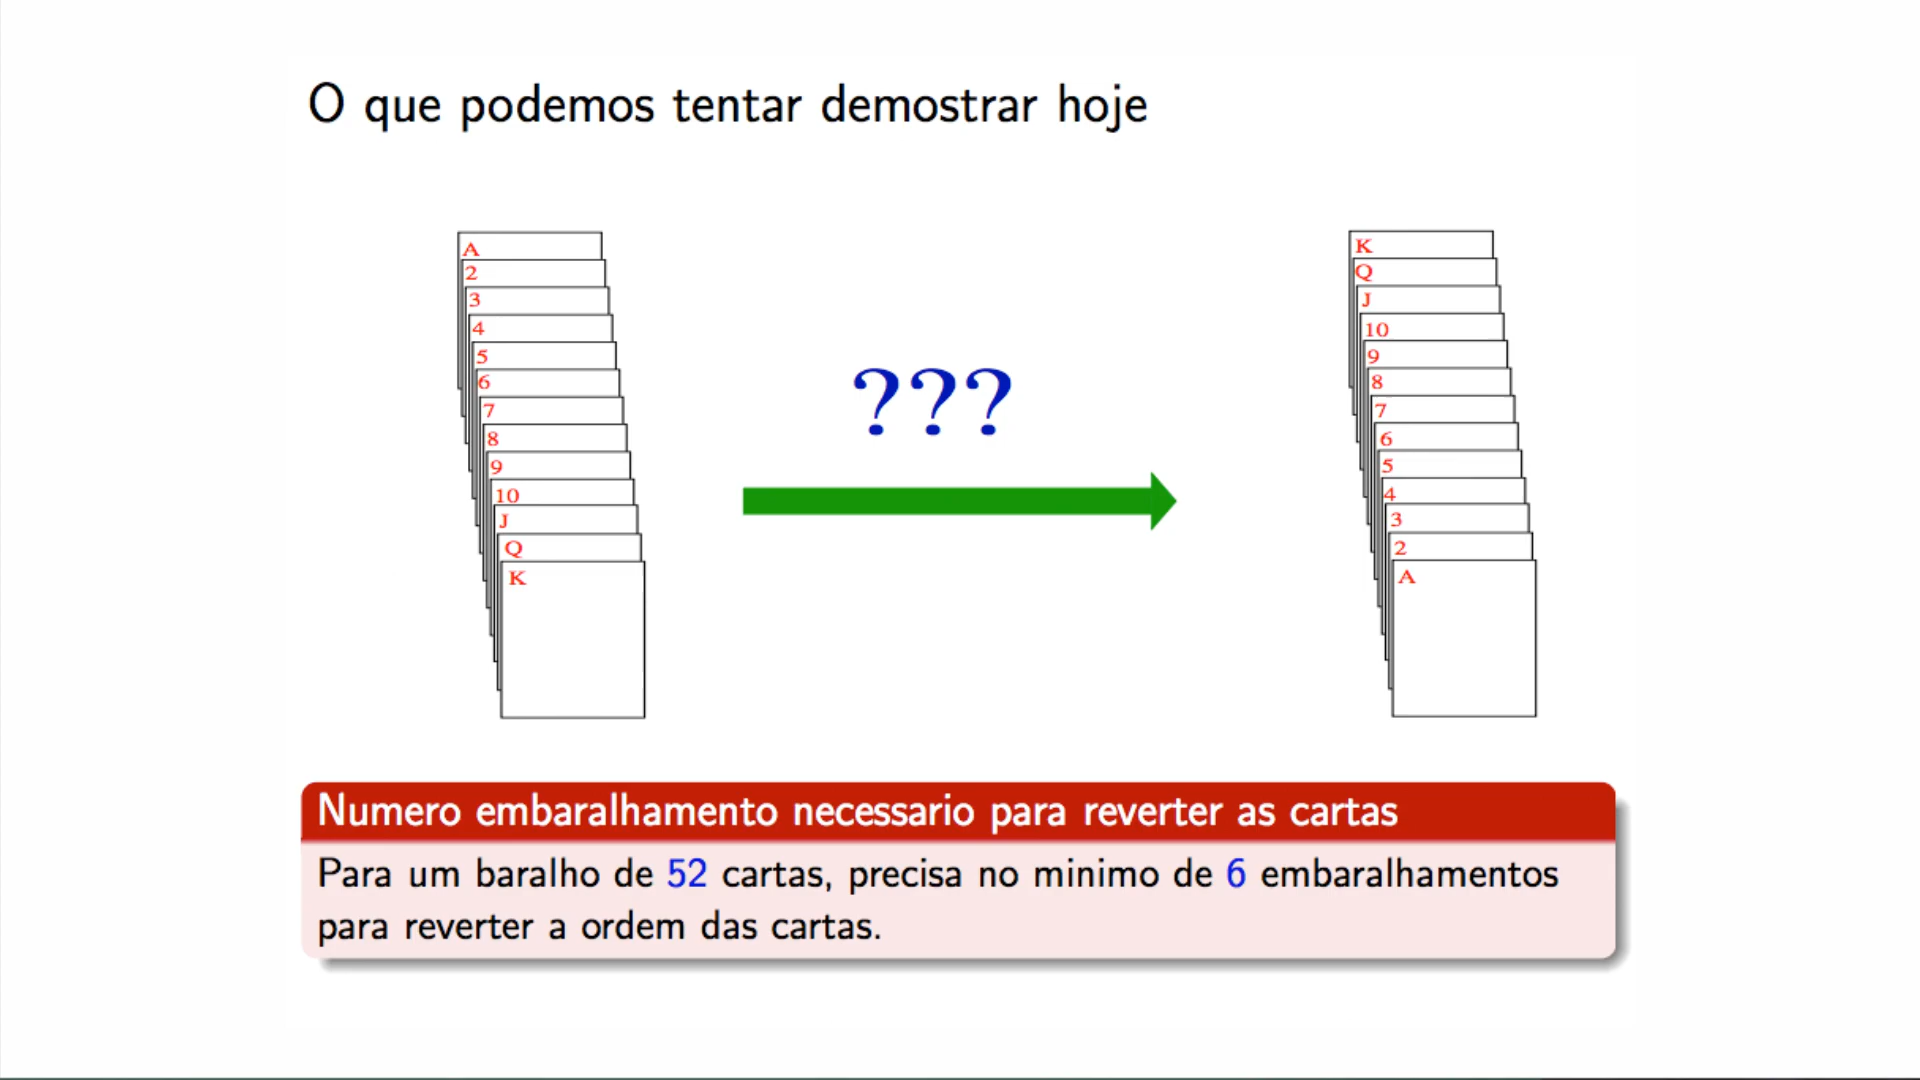 O que podemos tentar demostrar hoje
A
2
3
4
5
6
7
8
9
10
J
Q
K
???
K
Q
J
10
9
8
7
6
5
4
3
2
A
Numero embaralhamento necessario para reverter as cartas
Para um baralho de 52 cartas, precisa no minimo de 6 embaralhamentos
para reverter a ordem das cartas.